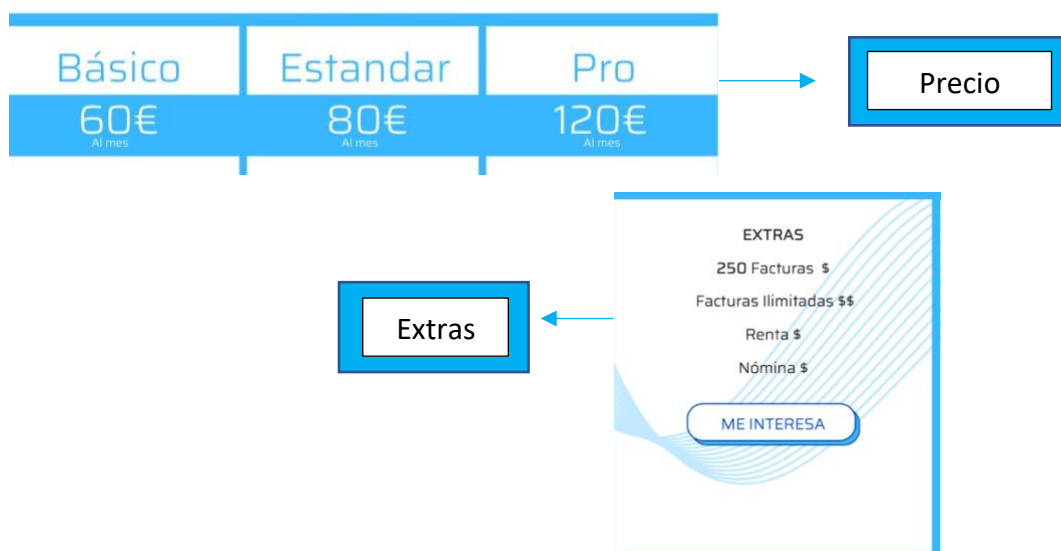 Básico Estandar Pro
Precio
60€ 80€ 120€
Al mes Al mes Al mes
EXTRAS
250 Facturas $
Facturas Ilimitadas $$
Extras
Renta $
Nómina $
ME INTERESA